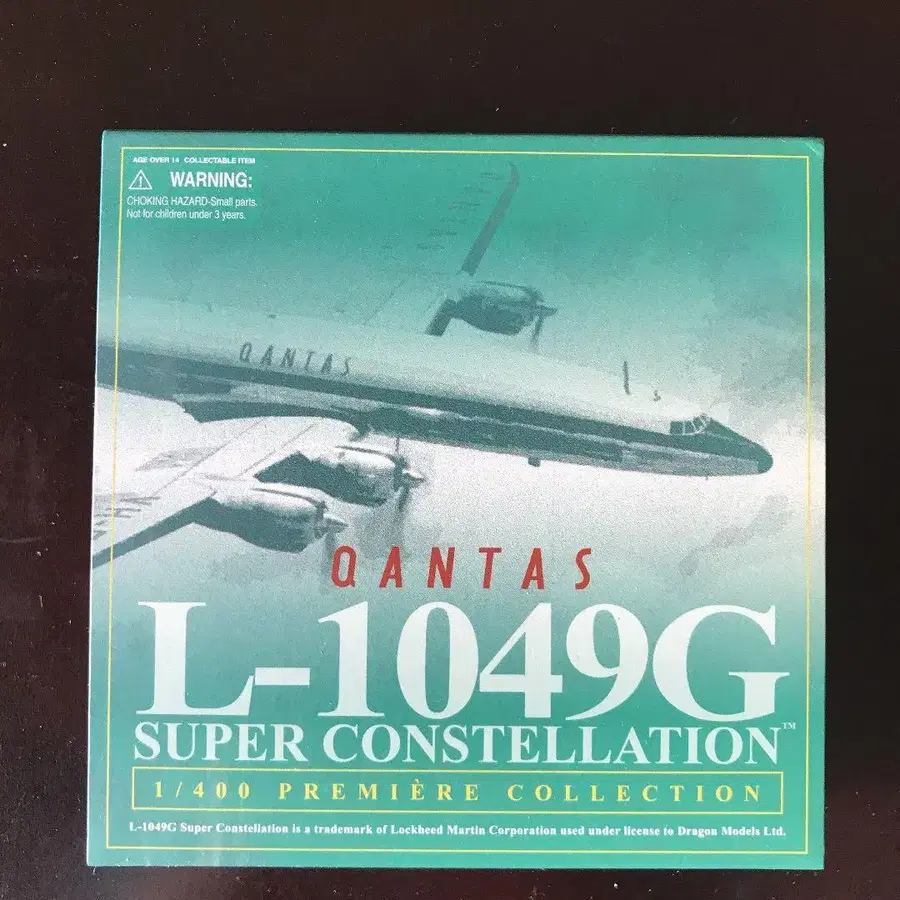 AGE OVER 14 COLLECTABLE ITEM
WARNING:
CHOKING HAZARD-Small parts.
Not for children under 3 years.
QANTAS
QANTAS
L-1049G
SUPER CONSTELLATION™
1/400 PREMIÈRE COLLECTION
L-1049G Super Constellation is a trademark of Lockheed Martin Corporation used under license to Dragon Models Ltd.